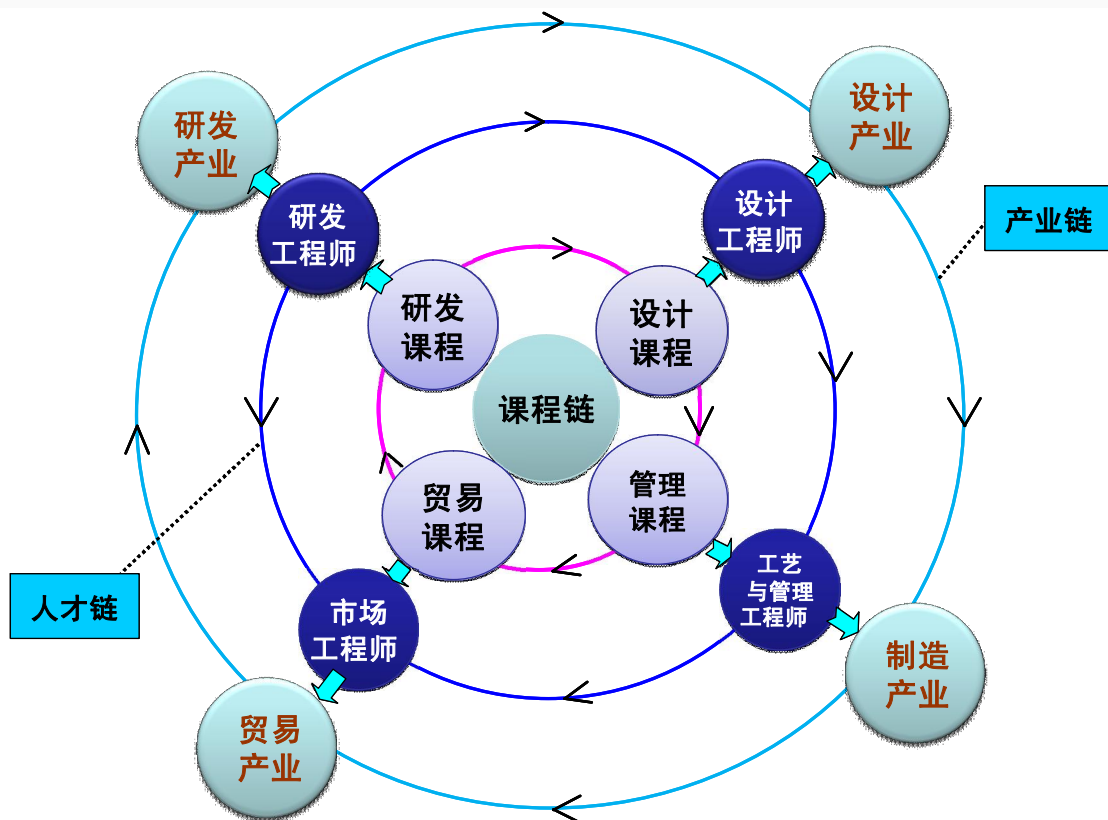 研发
产业
设计
产业
研发
工程师
设计
工程师
产业链
研发
课程
设计
课程
课程链
贸易
课程
管理
课程
人才链
市场
工程师
工艺
与管理
工程师
贸易
产业
制造
产业